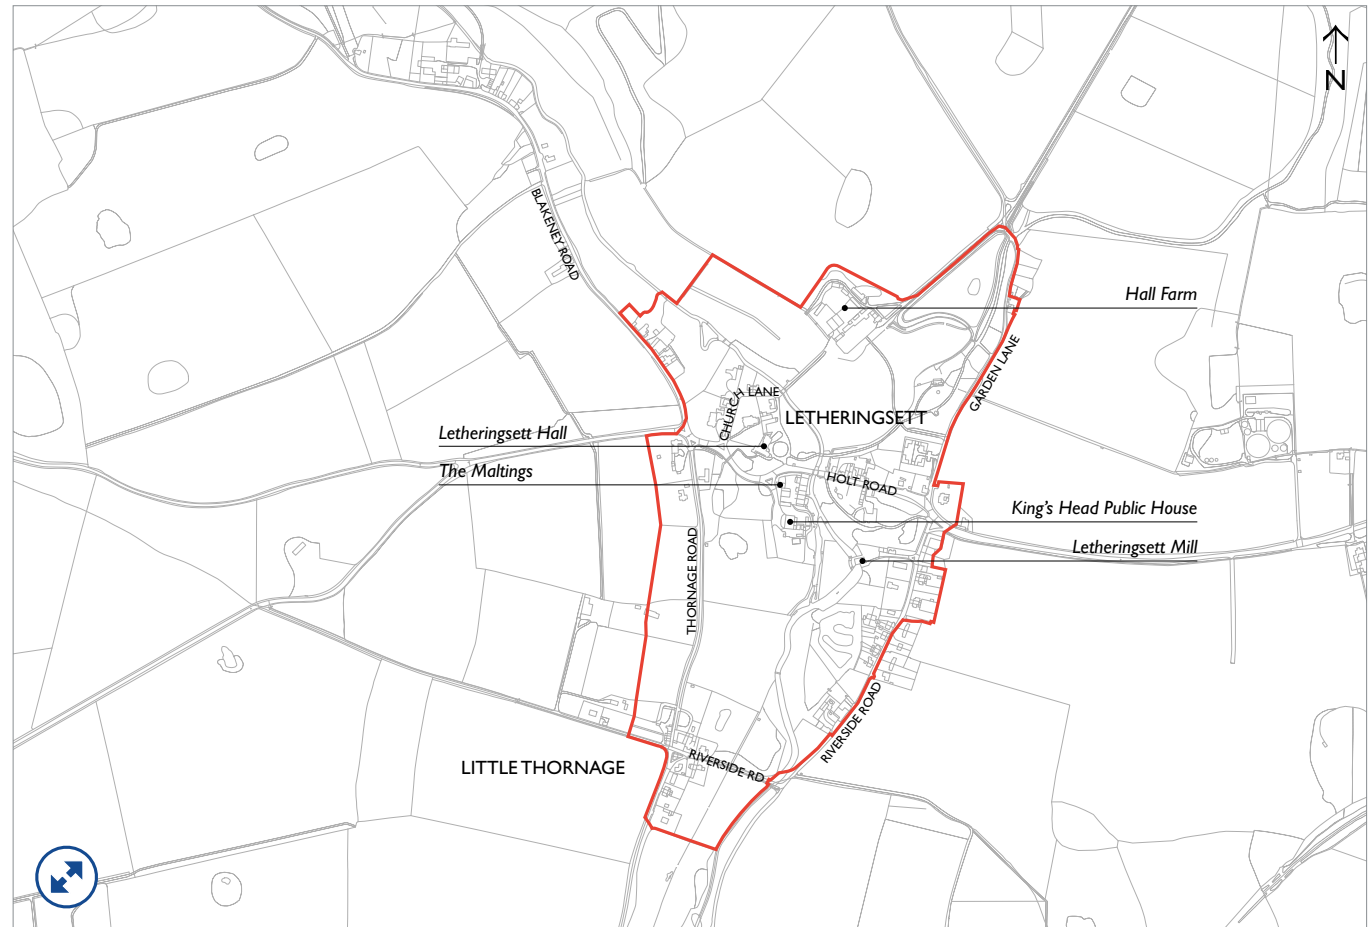 N
BLAKENEY ROAD
Hall Farm
GARDEN LANE
CHURCH LANE
LETHERINGSETT
Letheringsett Hall
The Maltings
HOLT ROAD
King's Head Public House
Letheringsett Mill
THORNAGE ROAD
RIVERSIDE ROAD
RIVERSIDE RD
LITTLE THORNAGE